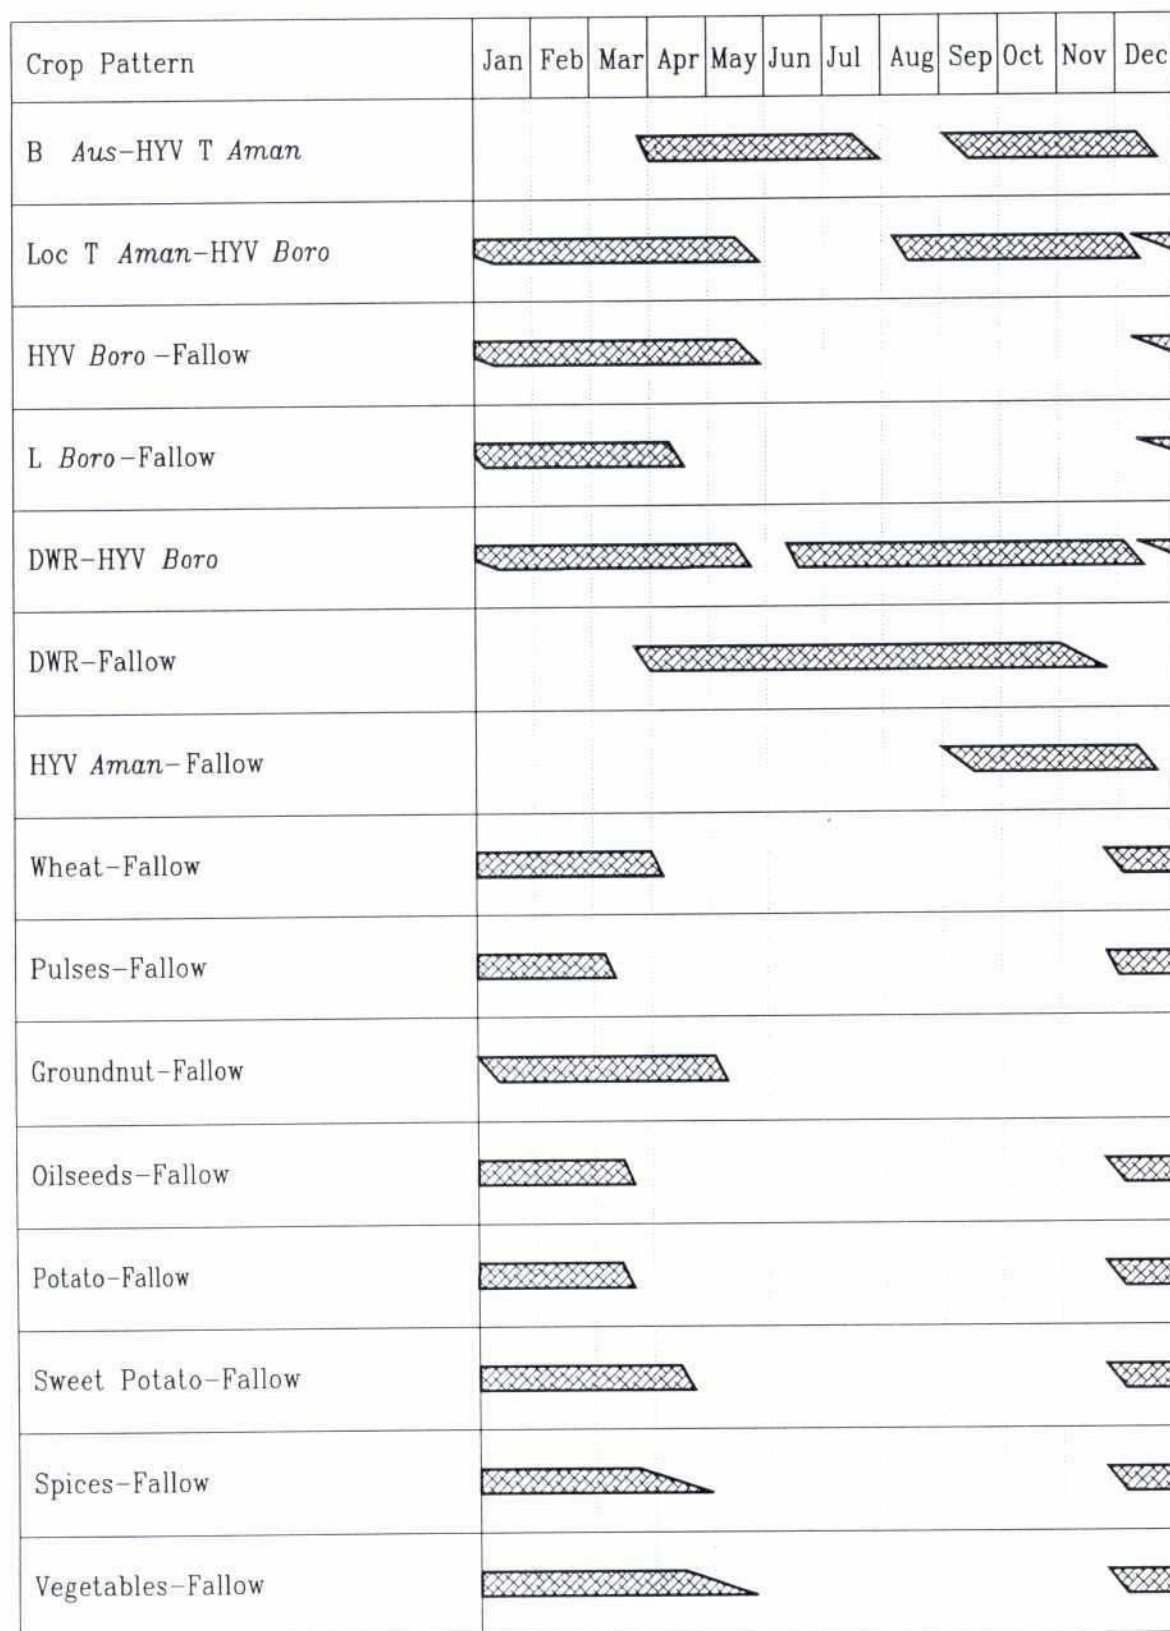 Crop Pattern Jan Feb Mar Apr May Jun Jul Aug Sep Oct Nov Dec
B Aus-HYV T Aman
Loc T Aman-HYV Boro
HYV Boro-Fallow
L Boro-Fallow
DWR-HYV Boro
DWR-Fallow
HYV Aman-Fallow
Wheat-Fallow
Pulses-Fallow
Groundnut-Fallow
Oilseeds-Fallow
Potato-Fallow
Sweet Potato-Fallow
Spices-Fallow
Vegetables-Fallow